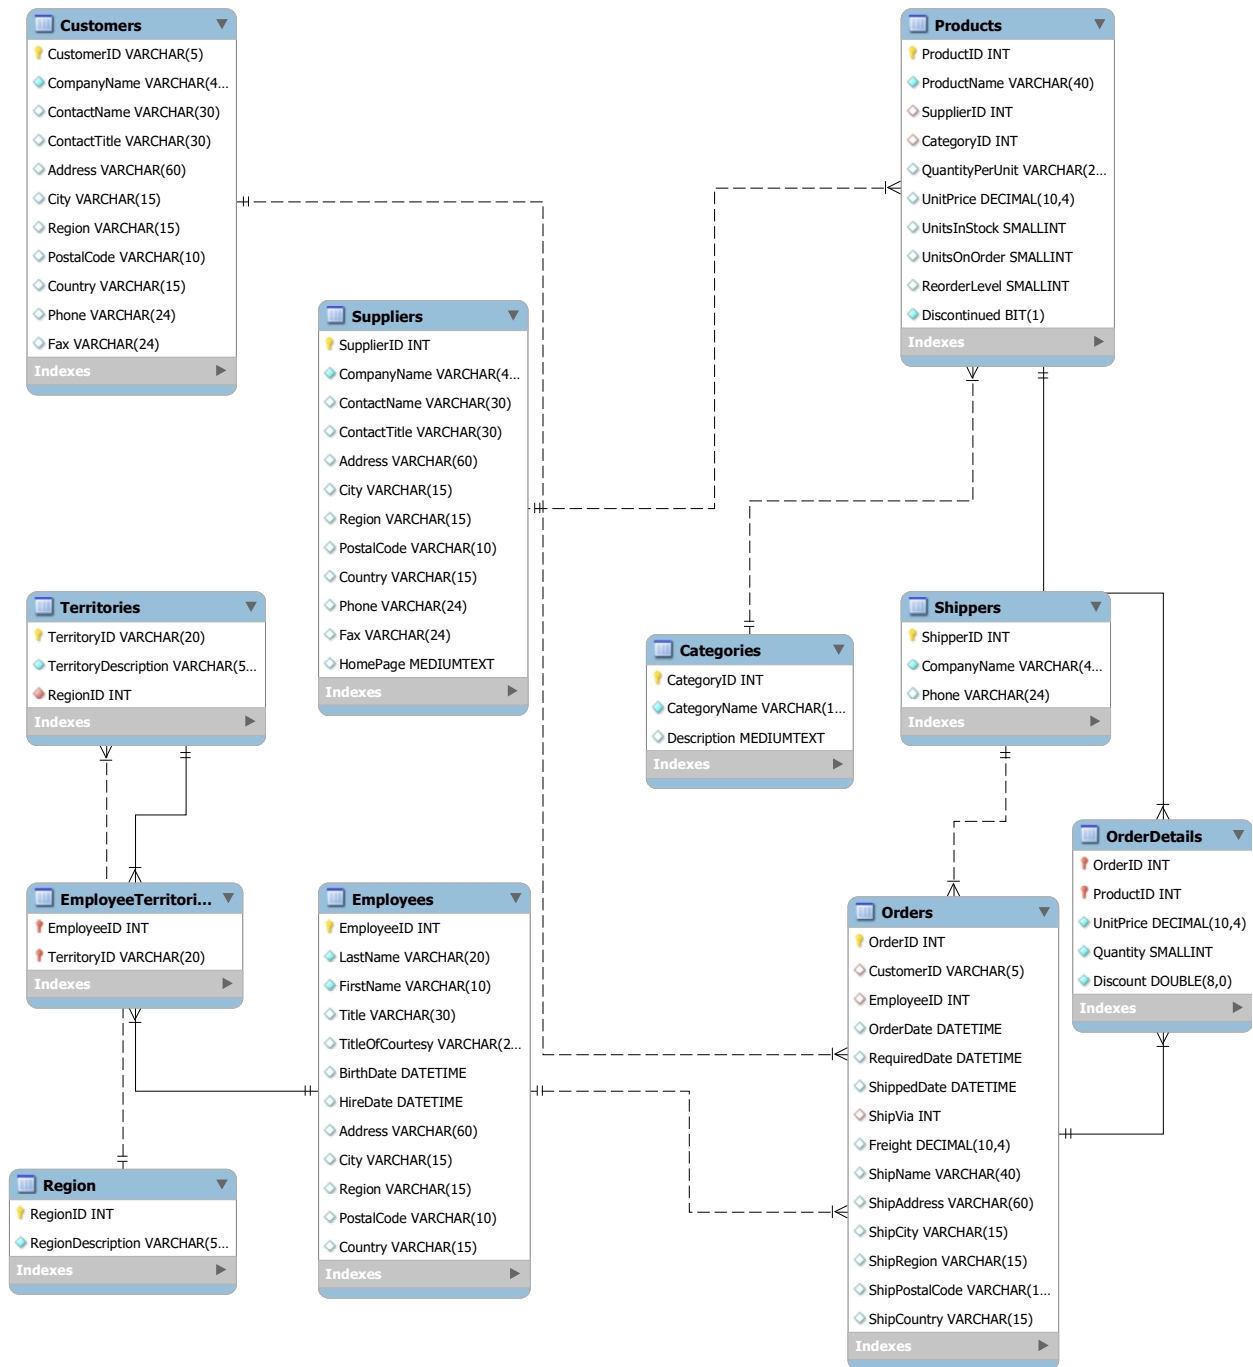 Customers
CustomerID VARCHAR(5)
CompanyName VARCHAR(4...
ContactName VARCHAR(30)
ContactTitle VARCHAR(30)
Address VARCHAR(60)
City VARCHAR(15)
Region VARCHAR(15)
PostalCode VARCHAR(10)
Country VARCHAR(15)
Phone VARCHAR(24)
Fax VARCHAR(24)
Indexes
Products
ProductID INT
ProductName VARCHAR(40)
SupplierID INT
CategoryID INT
QuantityPerUnit VARCHAR(2...
UnitPrice DECIMAL(10,4)
UnitsInStock SMALLINT
UnitsOnOrder SMALLINT
ReorderLevel SMALLINT
Discontinued BIT(1)
Indexes
Suppliers
SupplierID INT
CompanyName VARCHAR(4...
ContactName VARCHAR(30)
ContactTitle VARCHAR(30)
Address VARCHAR(60)
City VARCHAR(15)
Region VARCHAR(15)
PostalCode VARCHAR(10)
Country VARCHAR(15)
Phone VARCHAR(24)
Fax VARCHAR(24)
HomePage MEDIUMTEXT
Indexes
Territories
TerritoryID VARCHAR(20)
TerritoryDescription VARCHAR(5...
RegionID INT
Indexes
Categories
CategoryID INT
CategoryName VARCHAR(1...
Description MEDIUMTEXT
Indexes
Shippers
ShipperID INT
CompanyName VARCHAR(4...
Phone VARCHAR(24)
Indexes
OrderDetails
OrderID INT
ProductID INT
UnitPrice DECIMAL(10,4)
Quantity SMALLINT
Discount DOUBLE(8,0)
Indexes
EmployeeTerritori...
EmployeeID INT
TerritoryID VARCHAR(20)
Indexes
Employees
EmployeeID INT
LastName VARCHAR(20)
FirstName VARCHAR(10)
Title VARCHAR(30)
TitleOfCourtesy VARCHAR(2...
BirthDate DATETIME
HireDate DATETIME
Address VARCHAR(60)
City VARCHAR(15)
Region VARCHAR(15)
PostalCode VARCHAR(10)
Country VARCHAR(15)
Indexes
Orders
OrderID INT
CustomerID VARCHAR(5)
EmployeeID INT
OrderDate DATETIME
RequiredDate DATETIME
ShippedDate DATETIME
ShipVia INT
Freight DECIMAL(10,4)
ShipName VARCHAR(40)
ShipAddress VARCHAR(60)
ShipCity VARCHAR(15)
ShipRegion VARCHAR(15)
ShipPostalCode VARCHAR(1...
ShipCountry VARCHAR(15)
Indexes
Region
RegionID INT
RegionDescription VARCHAR(5...
Indexes